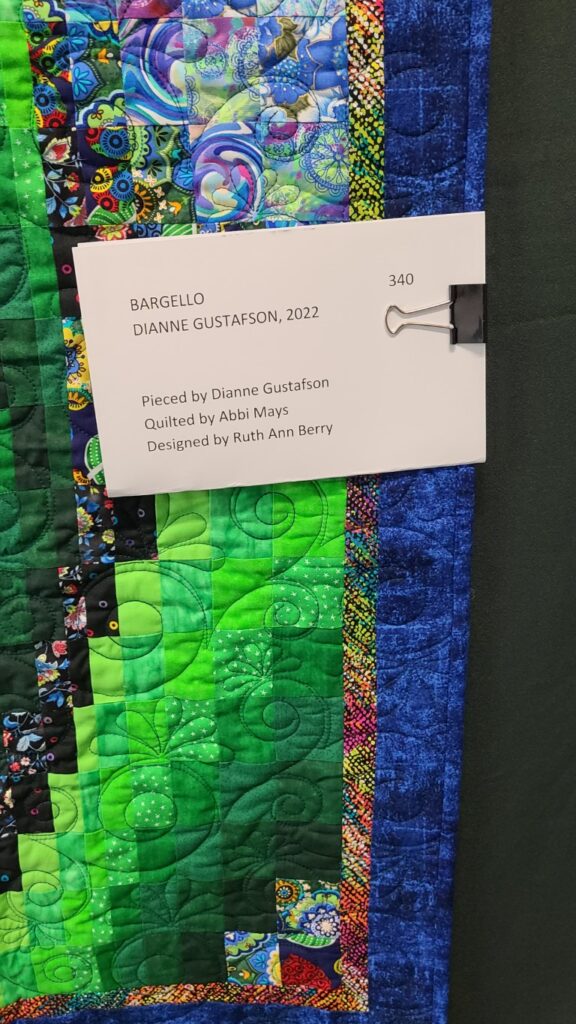 BARGELLO
340
DIANNE GUSTAFSON, 2022
Pieced by Dianne Gustafson
Quilted by Abbi Mays
Designed by Ruth Ann Berry